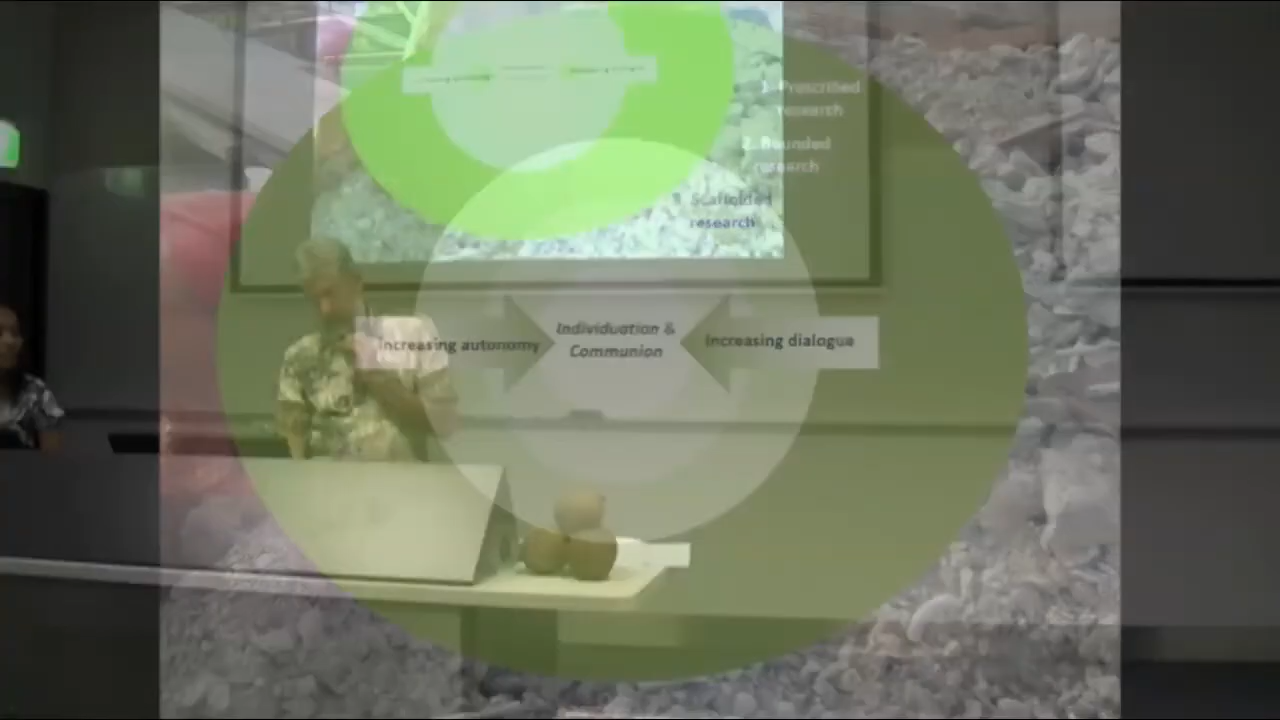 1. Prescribed
research
2. Bounded
research
3. Scaffolded
research
Increasing autonomy
Individuation &
Communion
Increasing dialogue